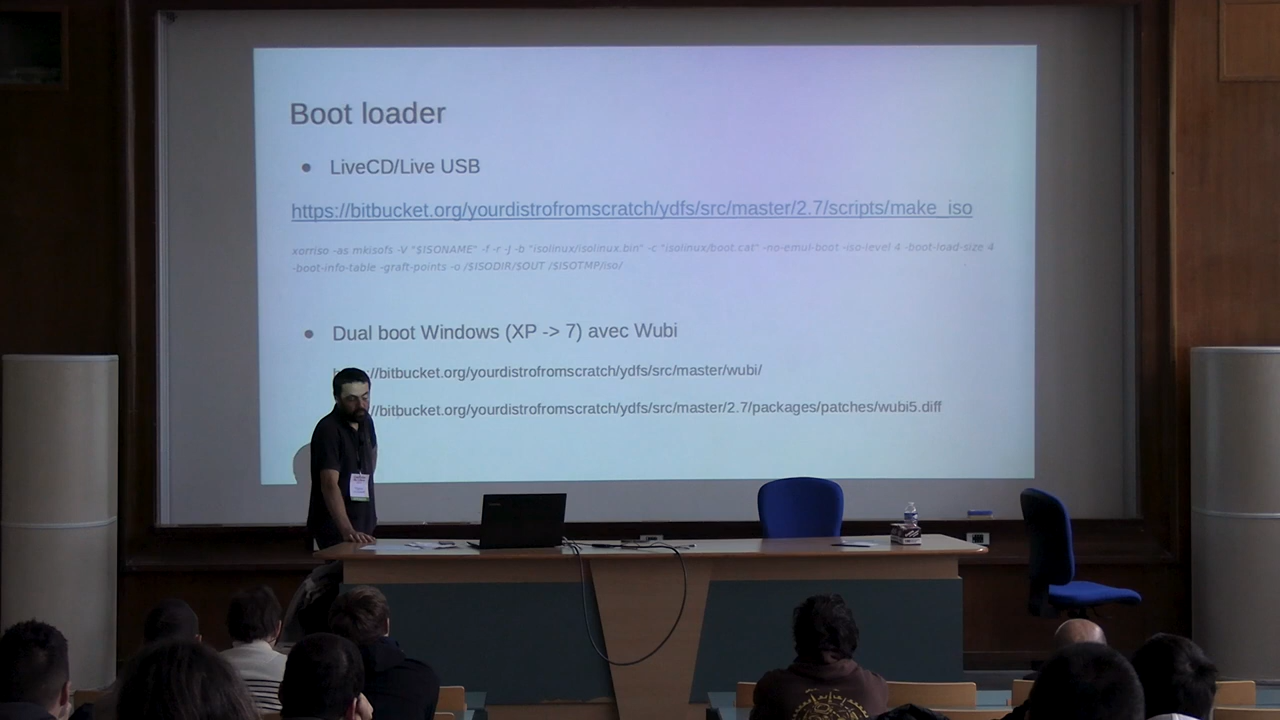 Boot loader
LiveCD/Live USB
https://bitbucket.org/yourdistrofromscratch/ydfs/src/master/2.7/scripts/make_iso
xorriso -as mkisofs -V "$ISONAME" -f -r -J -b "isolinux/isolinux.bin" -c "isolinux/boot.cat" -no-emul-boot -iso-level 4 -boot-load-size 4
-boot-info-table -graft-points -o /$ISODIR/$OUT /$ISOTMP/iso/
Dual boot Windows (XP -> 7) avec Wubi
://bitbucket.org/yourdistrofromscratch/ydfs/src/master/wubi/
://bitbucket.org/yourdistrofromscratch/ydfs/src/master/2.7/packages/patches/wubi5.diff